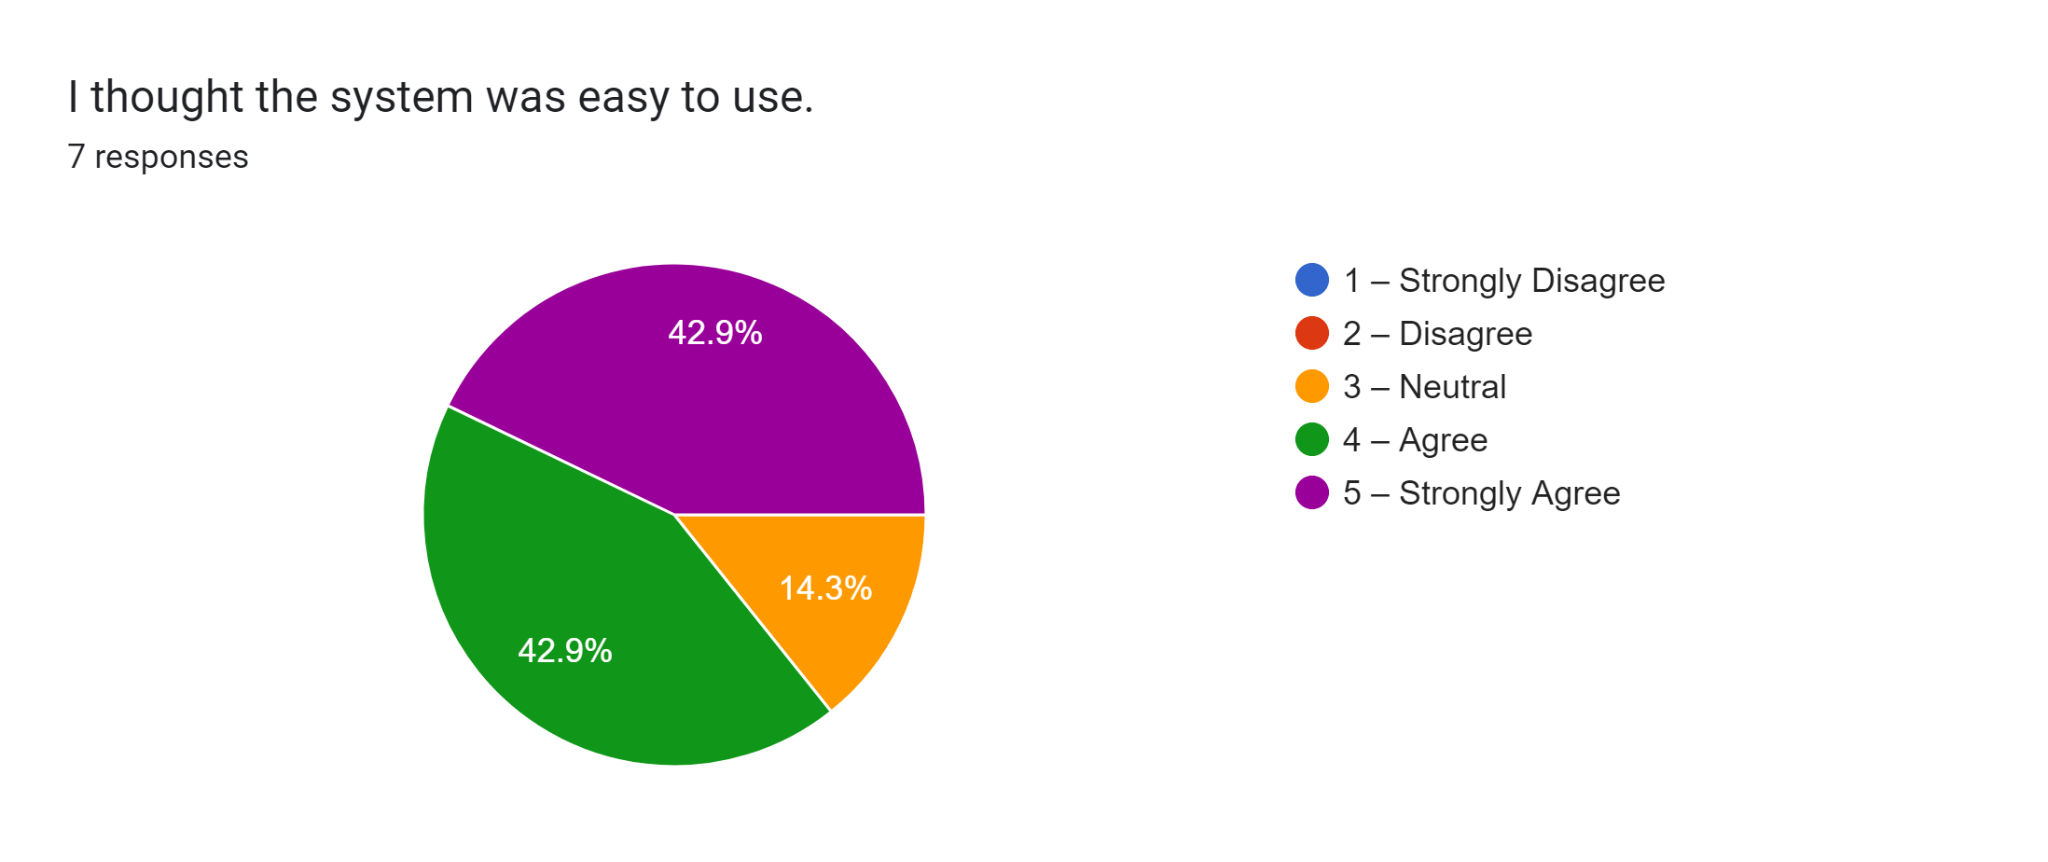 I thought the system was easy to use.
7 responses
42.9%
14.3%
42.9%
1 – Strongly Disagree
2 – Disagree
3 – Neutral
4 – Agree
5 – Strongly Agree